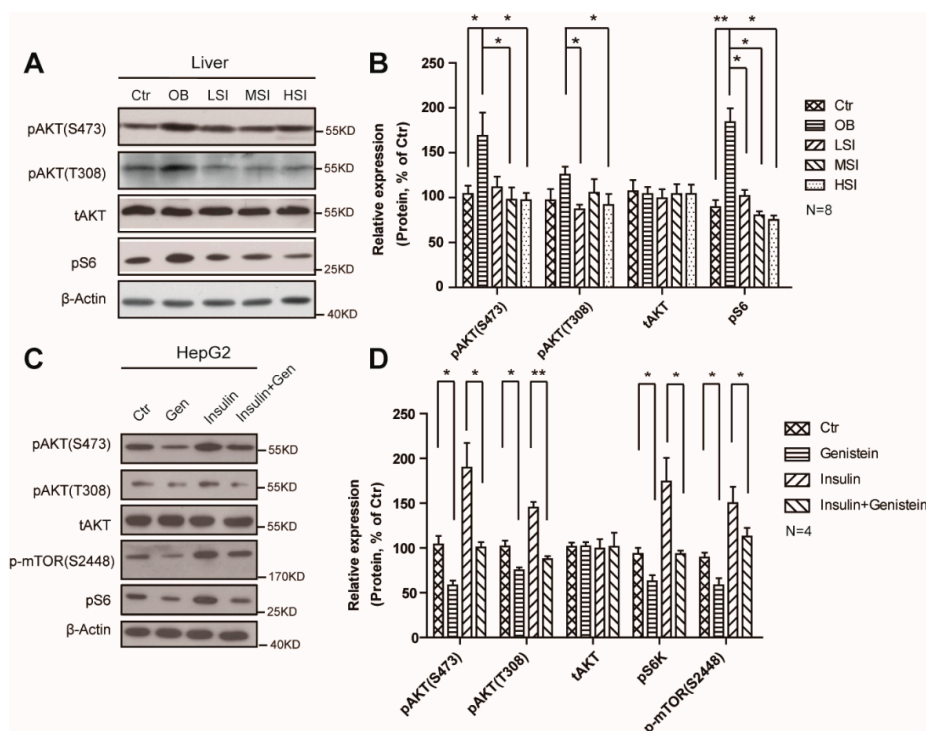 A
Liver
Ctr OB LSI MSI HSI
pAKT(S473)
55KD
pAKT(T308)
55KD
tAKT
55KD
pS6
25KD
β-Actin
40KD
B
* *
*
*
*
** *
*
*
Relative expression
(Protein, % of Ctr)
250
200
150
100
50
0
pAKT(S473)
pAKT(T308)
tAKT
pS6
Ctr
OB
LSI
MSI
HSI
N=8
C
HepG2
Ctr Gen Insulin Insulin+Gen
pAKT(S473)
55KD
pAKT(T308)
55KD
tAKT
55KD
p-mTOR(S2448)
170KD
pS6
25KD
β-Actin
40KD
D
* * * ** * * * *
Relative expression
(Protein, % of Ctr)
250
200
150
100
50
0
pAKT(S473)
pAKT(T308)
tAKT
pS6K
p-mTOR(S2448)
Ctr
Genistein
Insulin
Insulin+Genistein
N=4